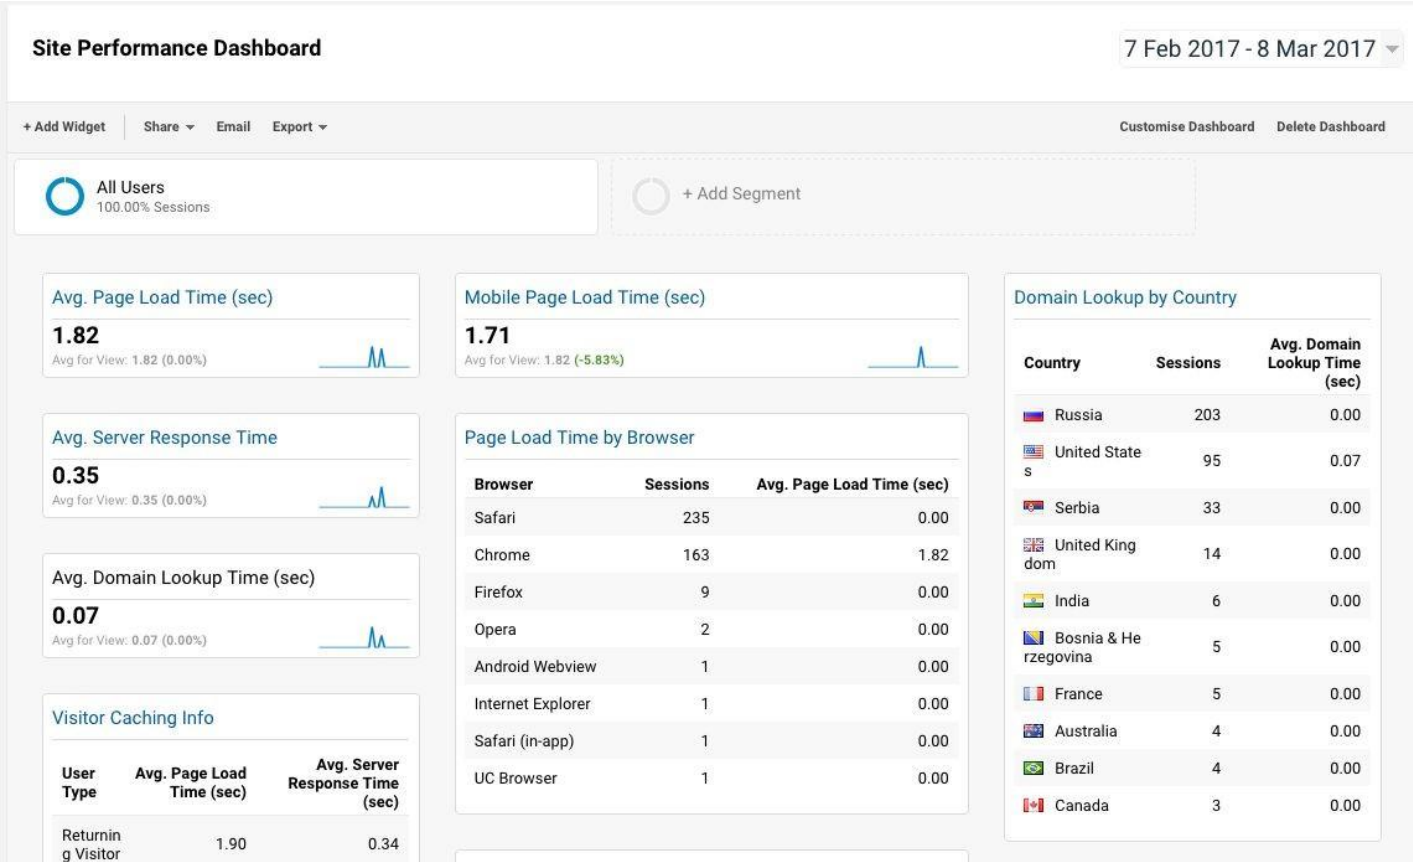 Site Performance Dashboard
7 Feb 2017 - 8 Mar 2017
+ Add Widget Share Email Export Customise Dashboard Delete Dashboard
All Users
100.00% Sessions
+ Add Segment
Avg. Page Load Time (sec)
1.82
Avg for View: 1.82 (0.00%)
Avg. Server Response Time
0.35
Avg for View: 0.35 (0.00%)
Avg. Domain Lookup Time (sec)
0.07
Avg for View: 0.07 (0.00%)
Visitor Caching Info
User Type Avg. Page Load Time (sec) Avg. Server Response Time (sec)
Returnin
g Visitor 1.90 0.34
Mobile Page Load Time (sec)
1.71
Avg for View: 1.82 (-5.83%)
Page Load Time by Browser
Browser Sessions Avg. Page Load Time (sec)
Safari 235 0.00
Chrome 163 1.82
Firefox 9 0.00
Opera 2 0.00
Android Webview 1 0.00
Internet Explorer 1 0.00
Safari (in-app) 1 0.00
UC Browser 1 0.00
Domain Lookup by Country
Country Sessions Avg. Domain Lookup Time (sec)
Russia 203 0.00
United State
s 95 0.07
Serbia 33 0.00
United King
dom 14 0.00
India 6 0.00
Bosnia & He
rzegovina 5 0.00
France 5 0.00
Australia 4 0.00
Brazil 4 0.00
Canada 3 0.00